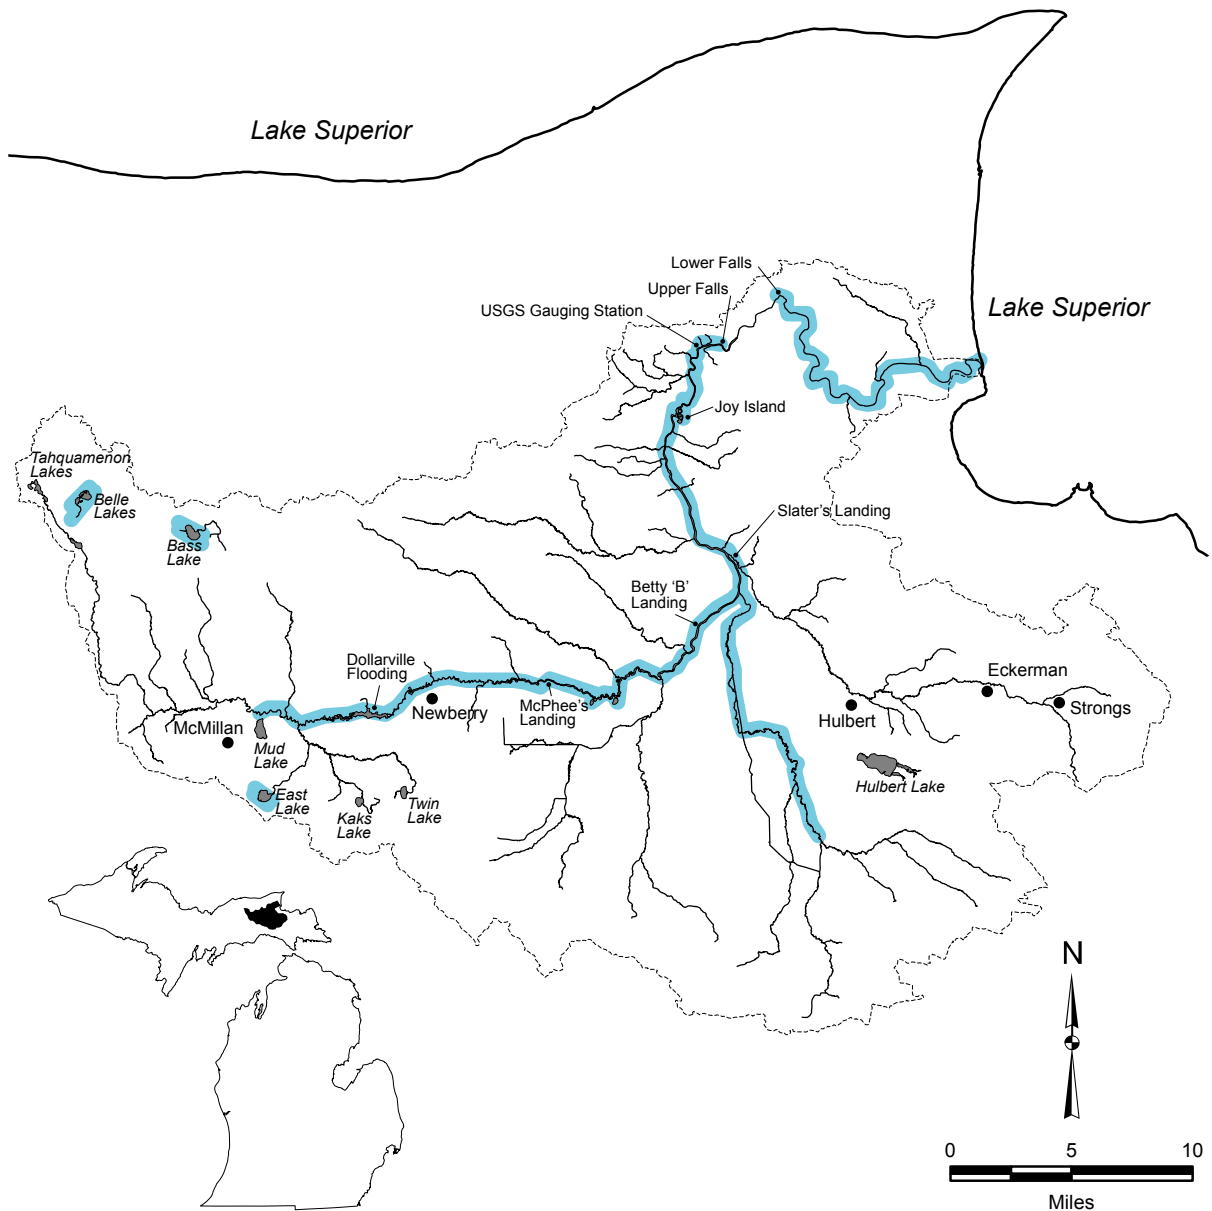 Lake Superior
Lower Falls
Upper Falls
USGS Gauging Station
Lake Superior
Joy Island
Tahquamenon
Lakes
Belle
Lakes
Bass
Lake
Slater's Landing
Betty 'B'
Landing
Dollarville
Flooding
McPhee's
Landing
Newberry
McMillan
Mud
Lake
East
Lake
Kaks
Lake
Twin
Lake
Eckerman
Strongs
Hulbert
Hulbert Lake
N
0 5 10
Miles